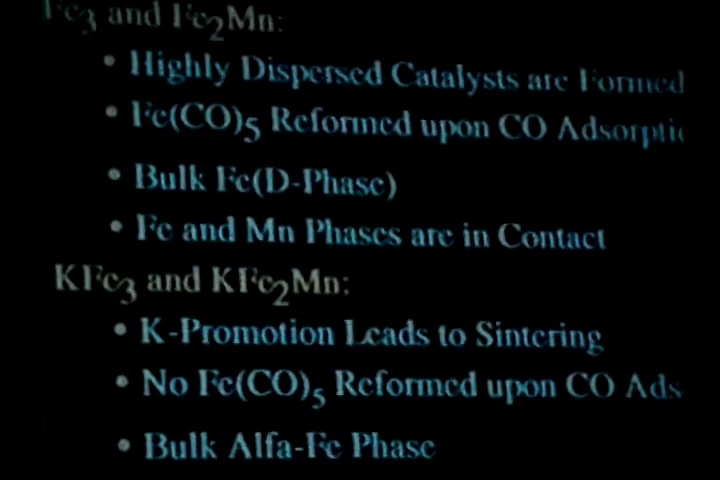 Fe3 and Fe2Mn:
• Highly Dispersed Catalysts are Formed
• Fe(CO)5 Reformed upon CO
• Bulk Fe(D-Phase)
• Fe and Mn Phases are in Contact
KFe3 and KFe2Mn:
• K-Promotion Leads to Sintering
• No Fe(CO)5 Reformed upon CO Ads
• Bulk Alfa-Fe Phase